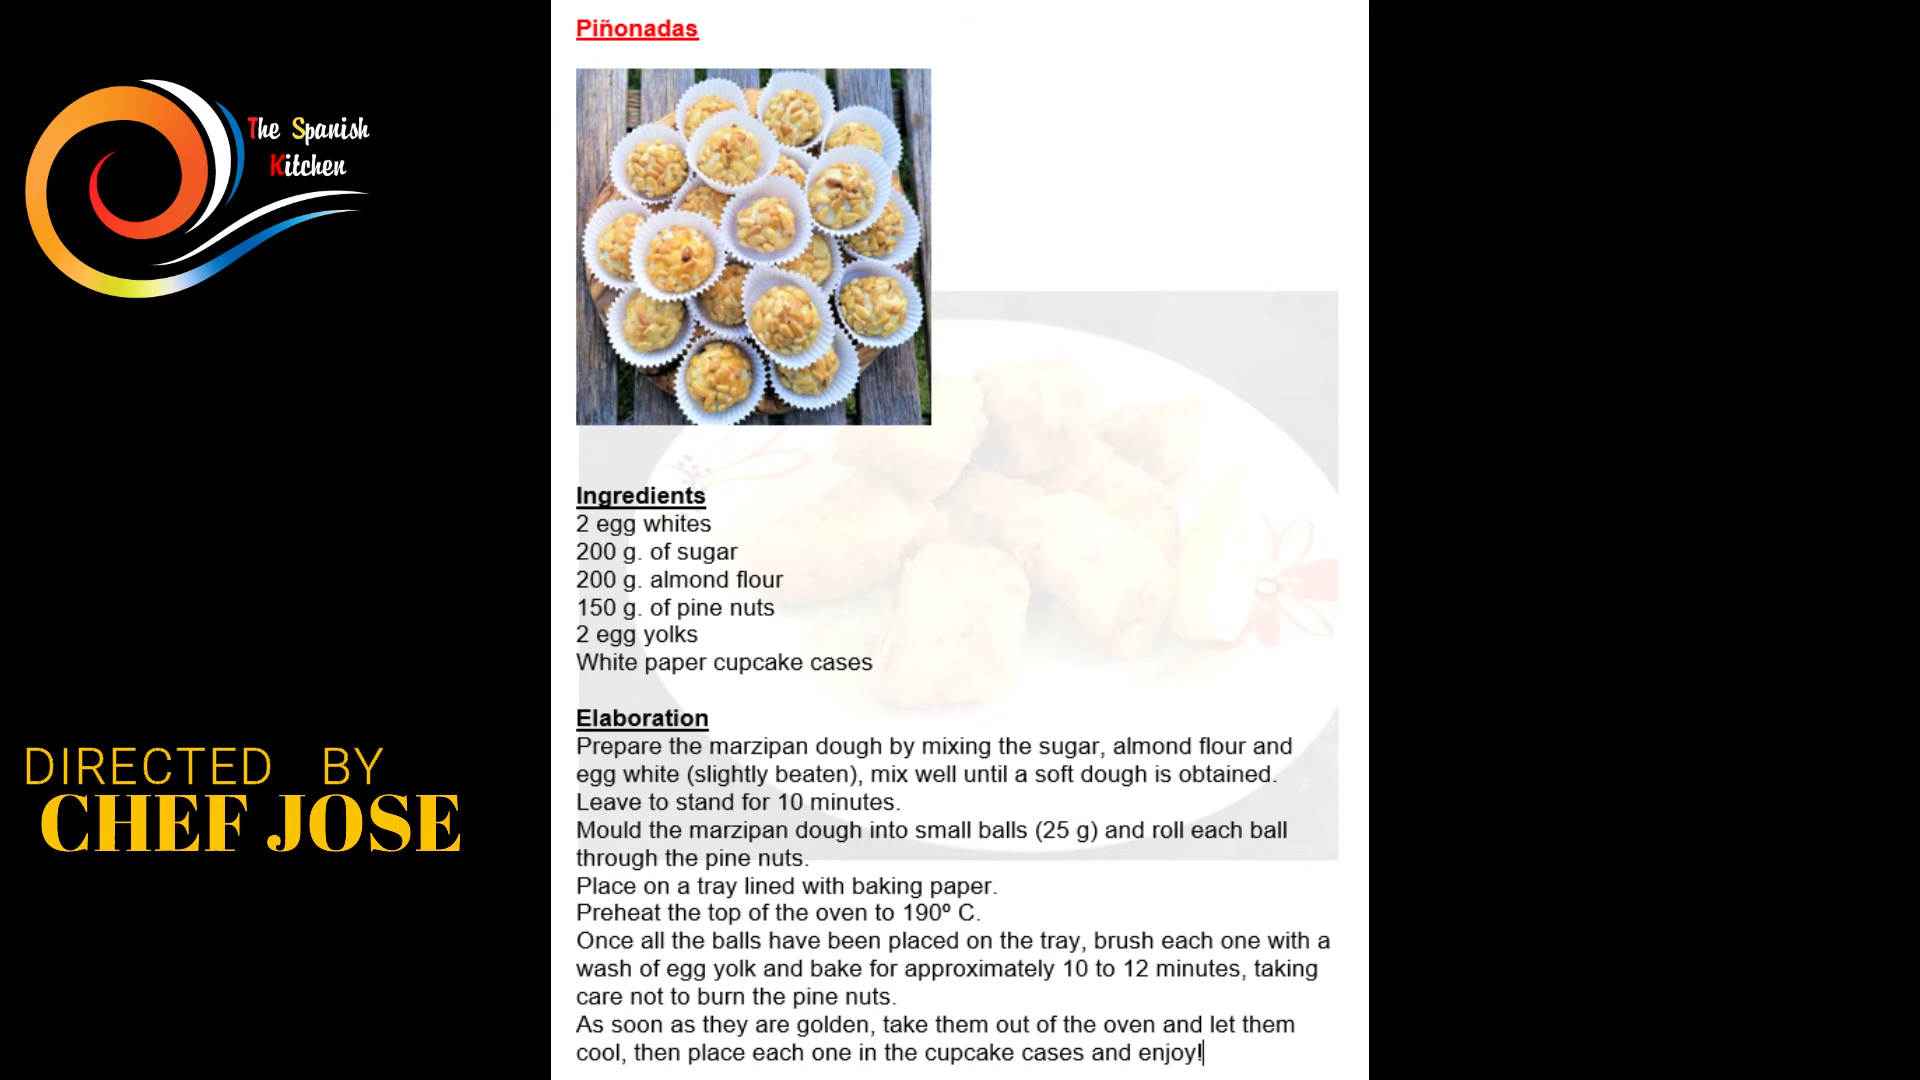 The Spanish
Kitchen
DIRECTED BY
CHEF JOSE
Piñonadas
Ingredients
2 egg whites
200 g. of sugar
200 g. almond flour
150 g. of pine nuts
2 egg yolks
White paper cupcake cases
Elaboration
Prepare the marzipan dough by mixing the sugar, almond flour and
egg white (slightly beaten), mix well until a soft dough is obtained.
Leave to stand for 10 minutes.
Mould the marzipan dough into small balls (25 g) and roll each ball
through the pine nuts.
Place on a tray lined with baking paper.
Preheat the top of the oven to 190º C.
Once all the balls have been placed on the tray, brush each one with a
wash of egg yolk and bake for approximately 10 to 12 minutes, taking
care not to burn the pine nuts.
As soon as they are golden, take them out of the oven and let them
cool, then place each one in the cupcake cases and enjoy!